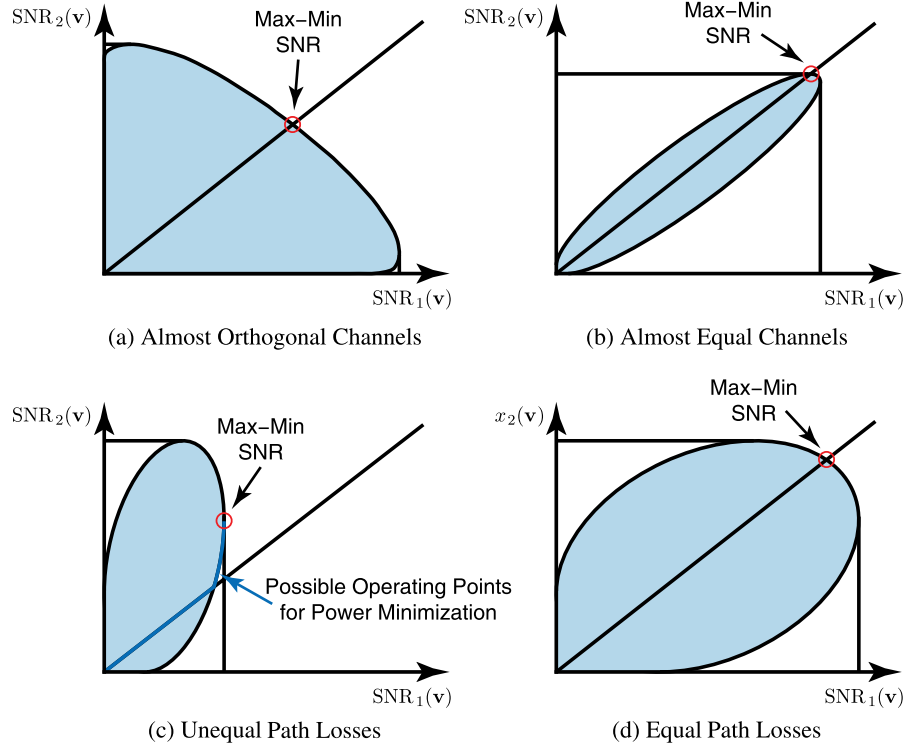 SNR₂(v)
Max−Min
SNR
SNR₁(v)
(a) Almost Orthogonal Channels
SNR₂(v)
Max−Min
SNR
SNR₁(v)
(b) Almost Equal Channels
SNR₂(v)
Max−Min
SNR
Possible Operating Points
for Power Minimization
SNR₁(v)
(c) Unequal Path Losses
x₂(v)
Max−Min
SNR
SNR₁(v)
(d) Equal Path Losses